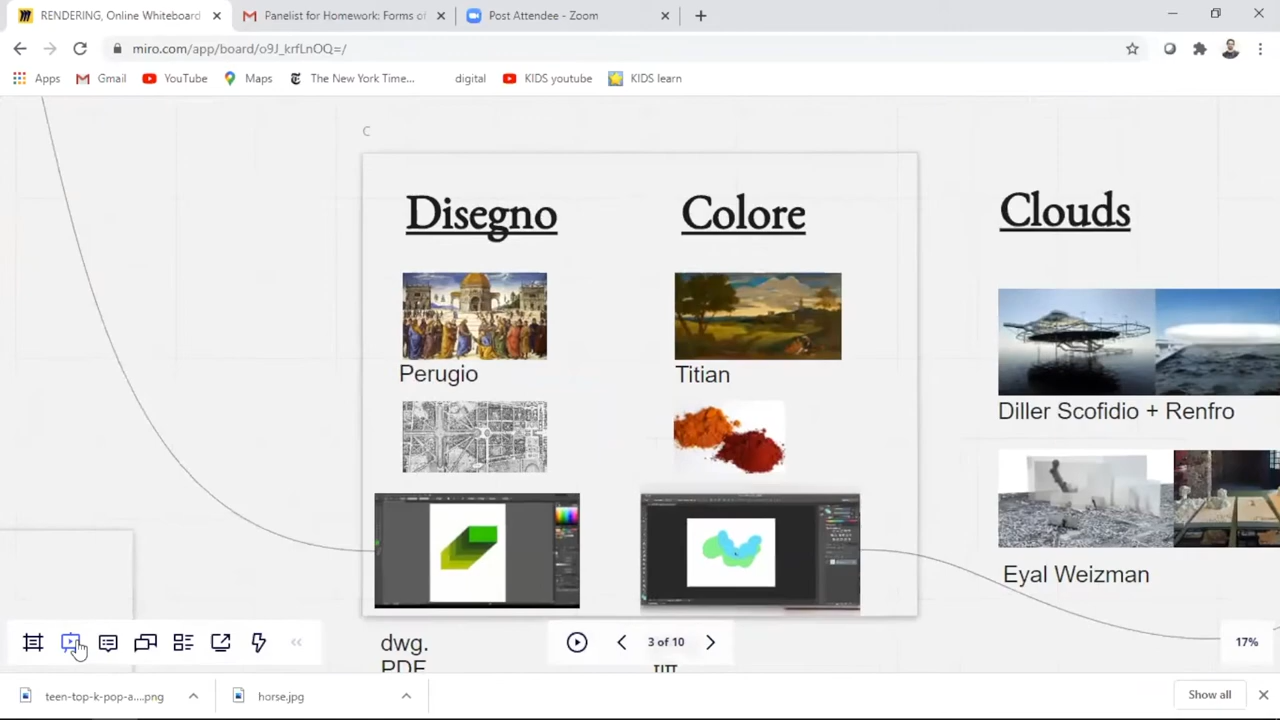 RENDERING, Online Whiteboard
Panelist for Homework: Forms of
Post Attendee - Zoom
miro.com/app/board/o9J_krfLnOQ=/
Apps
Gmail
YouTube
Maps
The New York Time...
digital
KIDS youtube
KIDS learn
C
Disegno
Colore
Clouds
Perugio
Titian
Diller Scofidio + Renfro
Eyal Weizman
dwg.
PDF
3 of 10
17%
teen-top-k-pop-a....png
horse.jpg
Show all